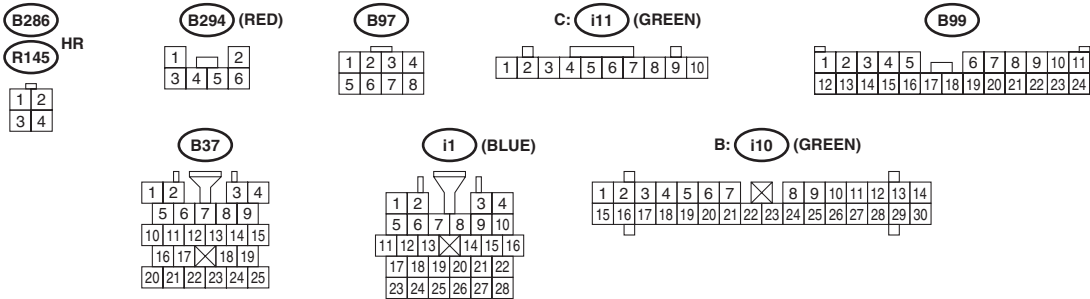 B286
R145 HR
1 2
3 4
B294 (RED)
1 2
3 4 5 6
B97
1 2 3 4
5 6 7 8
C: i11 (GREEN)
1 2 3 4 5 6 7 8 9 10
B99
1 2 3 4 5 6 7 8 9 10 11
12 13 14 15 16 17 18 19 20 21 22 23 24
B37
1 2 3 4
5 6 7 8 9
10 11 12 13 14 15
16 17 18 19
20 21 22 23 24 25
i1 (BLUE)
1 2 3 4
5 6 7 8 9 10
11 12 13 14 15 16
17 18 19 20 21 22
23 24 25 26 27 28
B: i10 (GREEN)
1 2 3 4 5 6 7 8 9 10 11 12 13 14
15 16 17 18 19 20 21 22 23 24 25 26 27 28 29 30